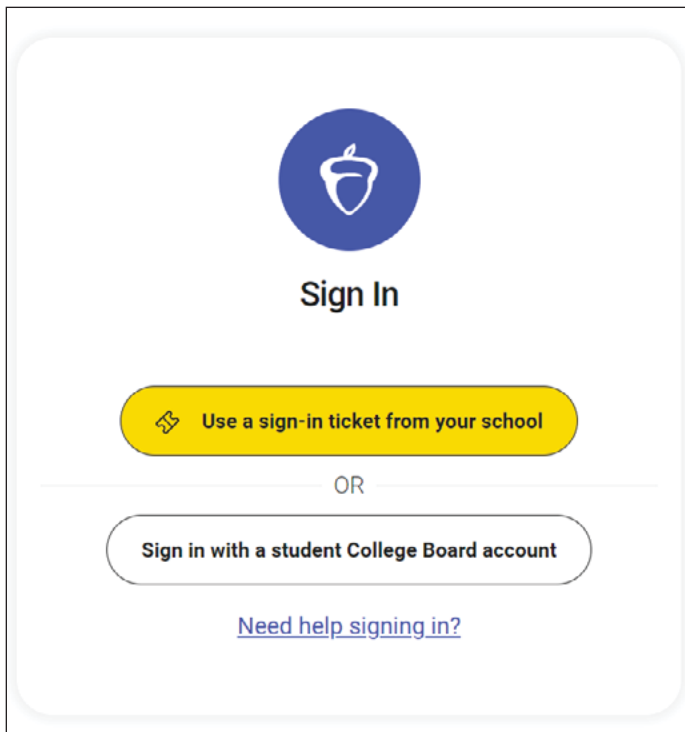 Sign In
Use a sign-in ticket from your school
OR
Sign in with a student College Board account
Need help signing in?